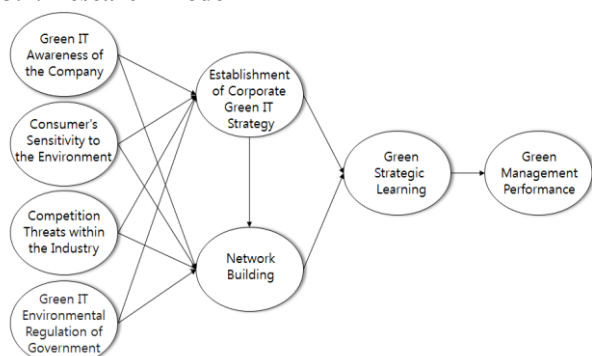 Green IT
Awareness of
the Company
Consumer's
Sensitivity to
the Environment
Competition
Threats within
the Industry
Green IT
Environmental
Regulation of
Government
Establishment
of Corporate
Green IT
Strategy
Network
Building
Green
Strategic
Learning
Green
Management
Performance